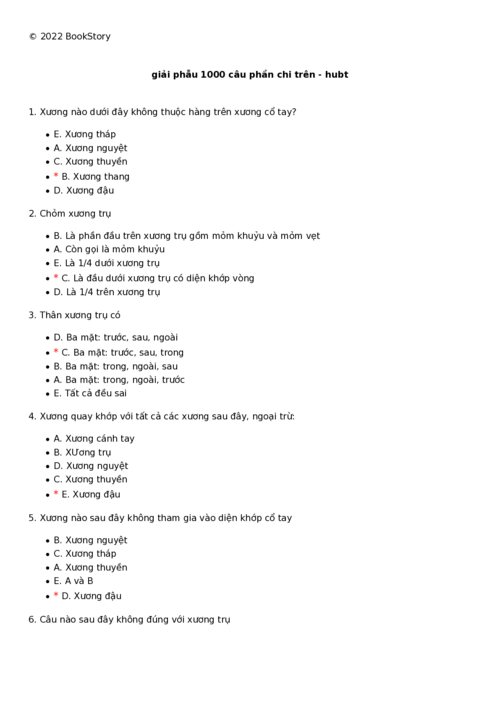 © 2022 BookStory
giải phẫu 1000 câu phần chi trên - hubt
1. Xương nào dưới đây không thuộc hàng trên xương cổ tay?
• E. Xương tháp
• A. Xương nguyệt
• C. Xương thuyền
• * B. Xương thang
• D. Xương đậu
2. Chỏm xương trụ
• B. Là phần đầu trên xương trụ gồm mỏm khuỷu và mỏm vẹt
• A. Còn gọi là mỏm khuỷu
• E. Là 1/4 dưới xương trụ
• * C. Là đầu dưới xương trụ có diện khớp vòng
• D. Là 1/4 trên xương trụ
3. Thân xương trụ có
• D. Ba mặt: trước, sau, ngoài
• * C. Ba mặt: trước, sau, trong
• B. Ba mặt: trong, ngoài, sau
• A. Ba mặt: trong, ngoài, trước
• E. Tất cả đều sai
4. Xương quay khớp với tất cả các xương sau đây, ngoại trừ:
• A. Xương cánh tay
• B. XƯơng trụ
• D. Xương nguyệt
• C. Xương thuyền
• * E. Xương đậu
5. Xương nào sau đây không tham gia vào diện khớp cổ tay
• B. Xương nguyệt
• C. Xương tháp
• A. Xương thuyền
• E. A và B
• * D. Xương đậu
6. Câu nào sau đây không đúng với xương trụ